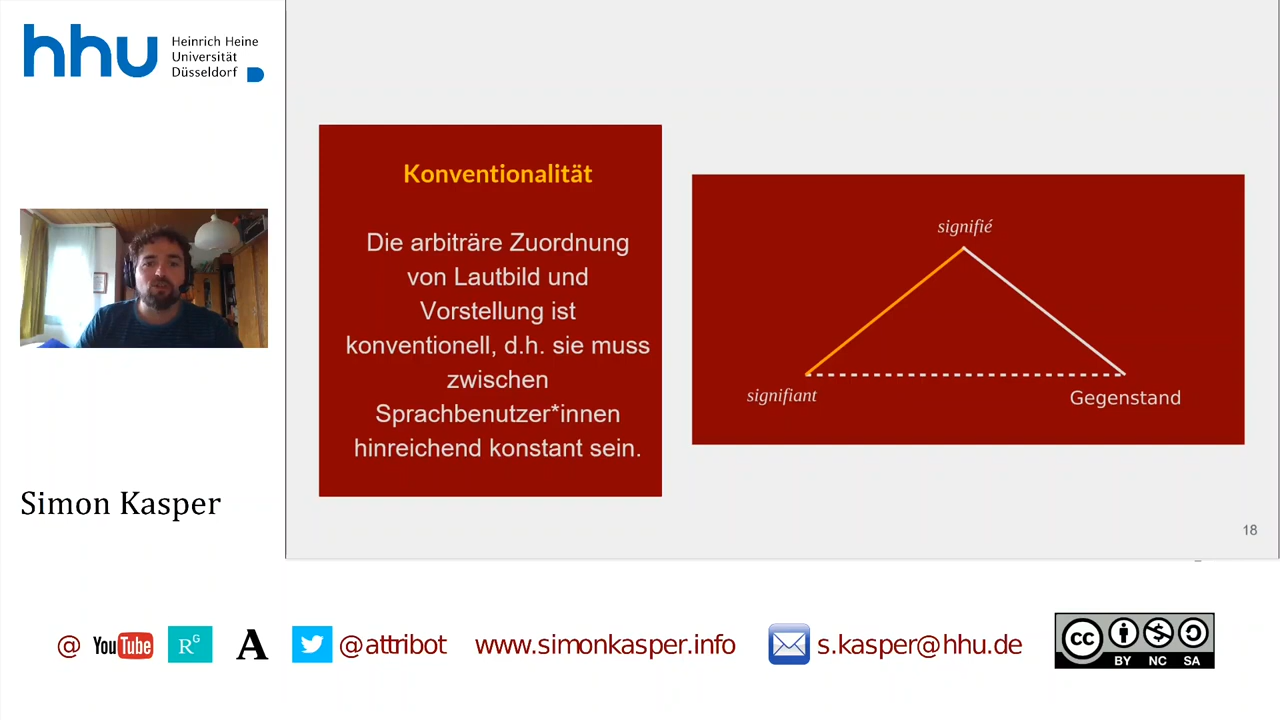 hhu
Heinrich Heine
Universität
Düsseldorf
Konventionalität
Die arbiträre Zuordnung
von Lautbild und
Vorstellung ist
konventionell, d.h. sie muss
zwischen
Sprachbenutzer*innen
hinreichend konstant sein.
signifié
signifiant
Gegenstand
18
Simon Kasper
@ YouTube RG A @attribot www.simonkasper.info s.kasper@hhu.de
cc BY NC SA